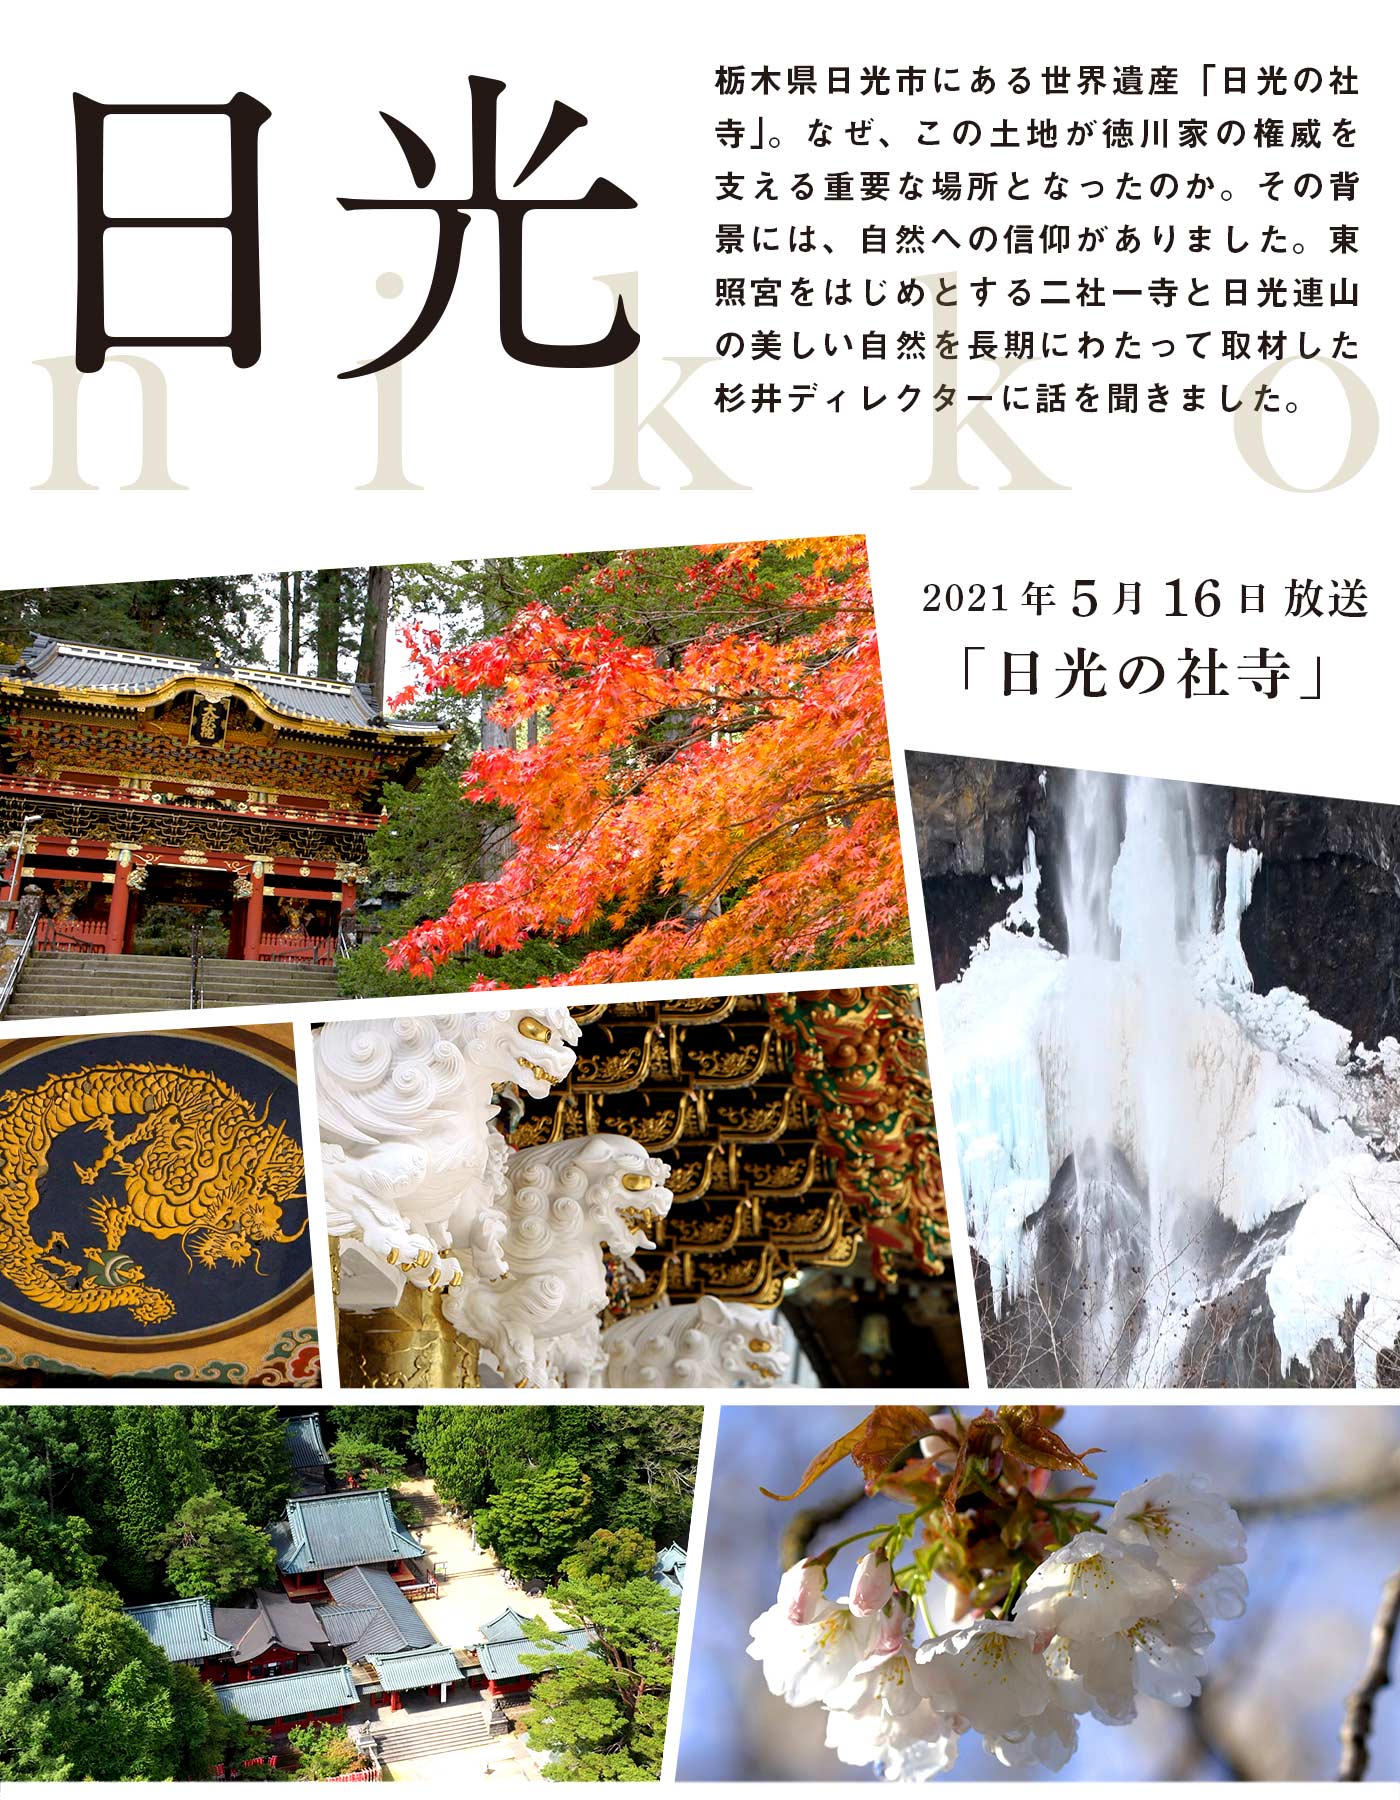 日光
nikko
栃木県日光市にある世界遺産「日光の社
寺」。なぜ、この土地が徳川家の権威を
支える重要な場所となったのか。その背
景には、自然への信仰がありました。東
照宮をはじめとする二社一寺と日光連山
の美しい自然を長期にわたって取材した
杉井ディレクターに話を聞きました。
2021年5月16日放送
「日光の社寺」